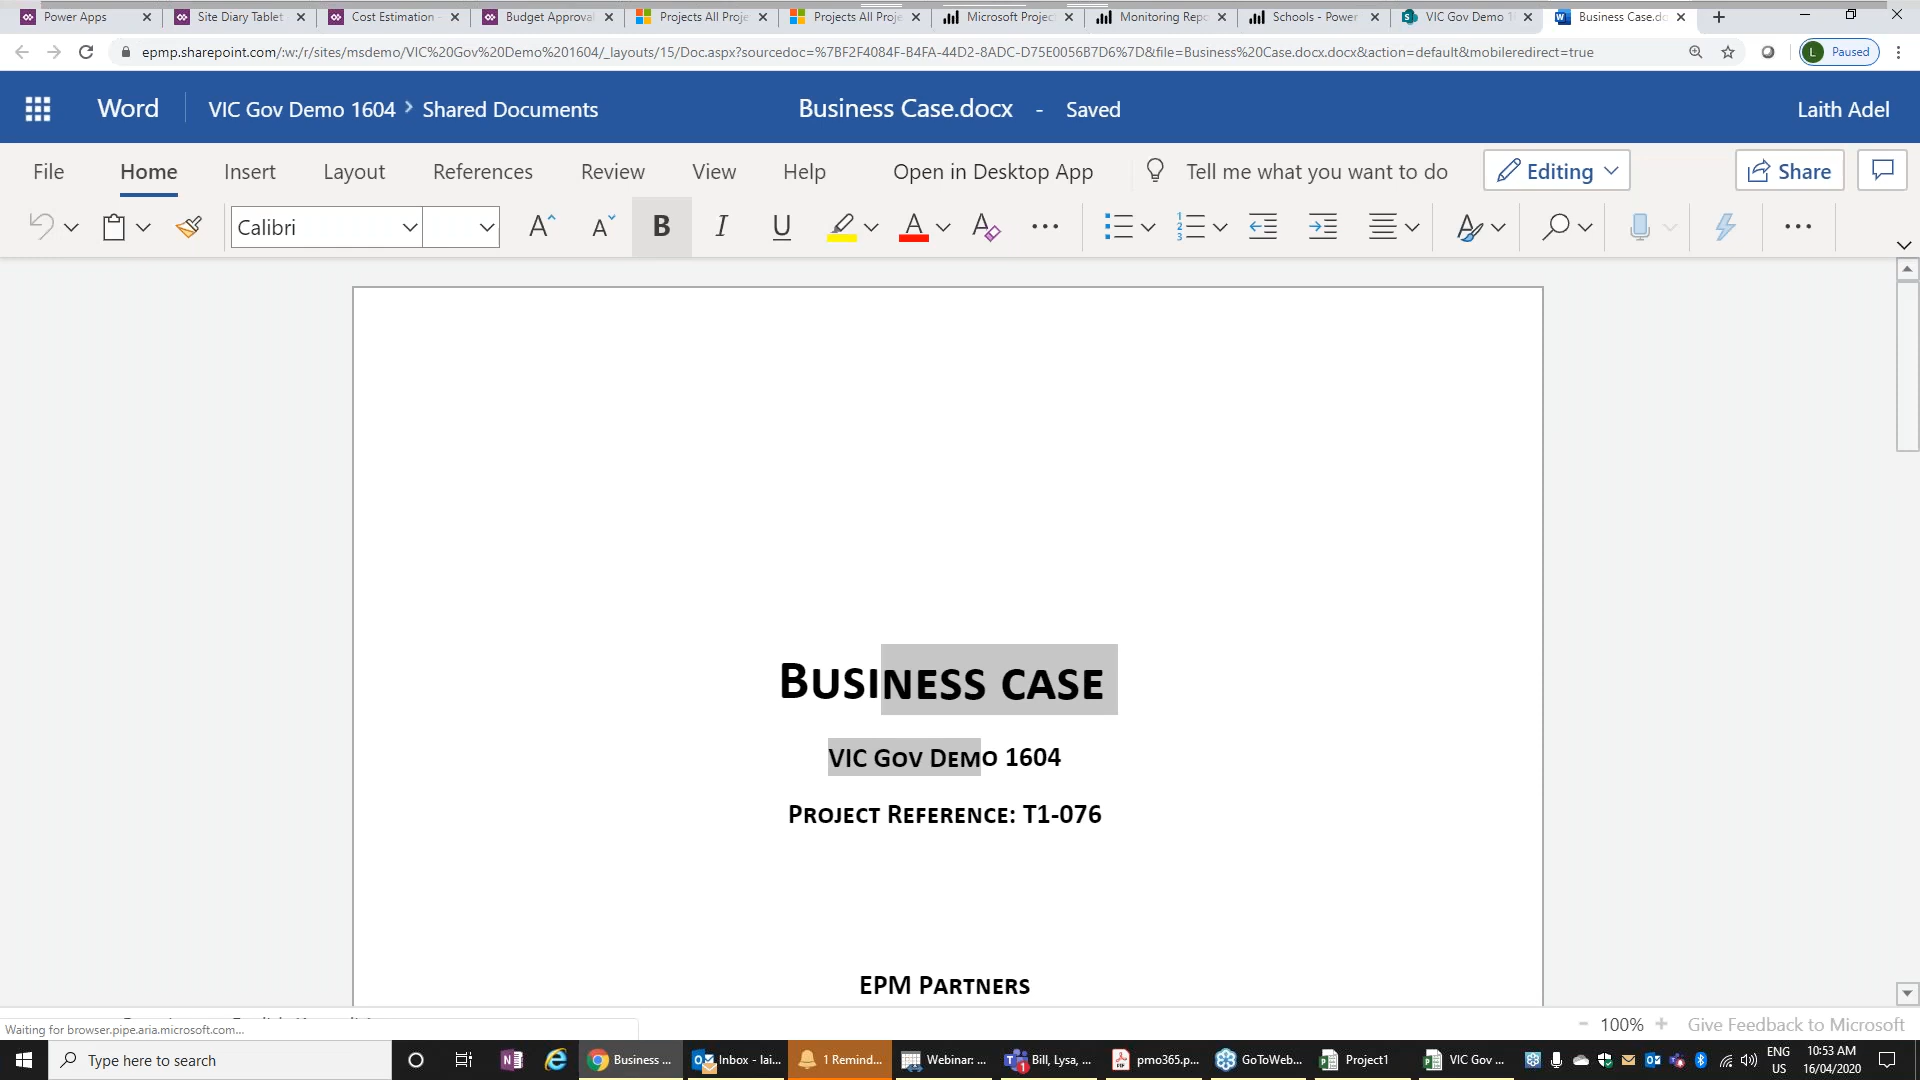 Power Apps
Site Diary Tablet
Cost Estimation -
Budget Approval
Projects All Proje
Projects All Proje
Microsoft Projec
Monitoring Repo
Schools - Power
VIC Gov Demo 1
Business Case.do
epmp.sharepoint.com/:w:/r/sites/msdemo/VIC%20Gov%20Demo%201604/_layouts/15/Doc.aspx?sourcedoc=%7BF2F4084F-B4FA-44D2-8ADC-D75E0056B7D6%7D&file=Business%20Case.docx.docx&action=default&mobileredirect=true
L Paused
Word
VIC Gov Demo 1604 > Shared Documents
Business Case.docx - Saved
Laith Adel
File
Home
Insert
Layout
References
Review
View
Help
Open in Desktop App
Tell me what you want to do
Editing
Share
Calibri
Business case
VIC Gov Demo 1604
Project Reference: T1-076
EPM Partners
Waiting for browser.pipe.aria.microsoft.com...
100%
Give Feedback to Microsoft
Type here to search
Business ...
Inbox - lai...
1 Remind...
Webinar: ...
Bill, Lysa, ...
pmo365.p...
GoToWeb...
Project1
VIC Gov ...
ENG
US
10:53 AM
16/04/2020